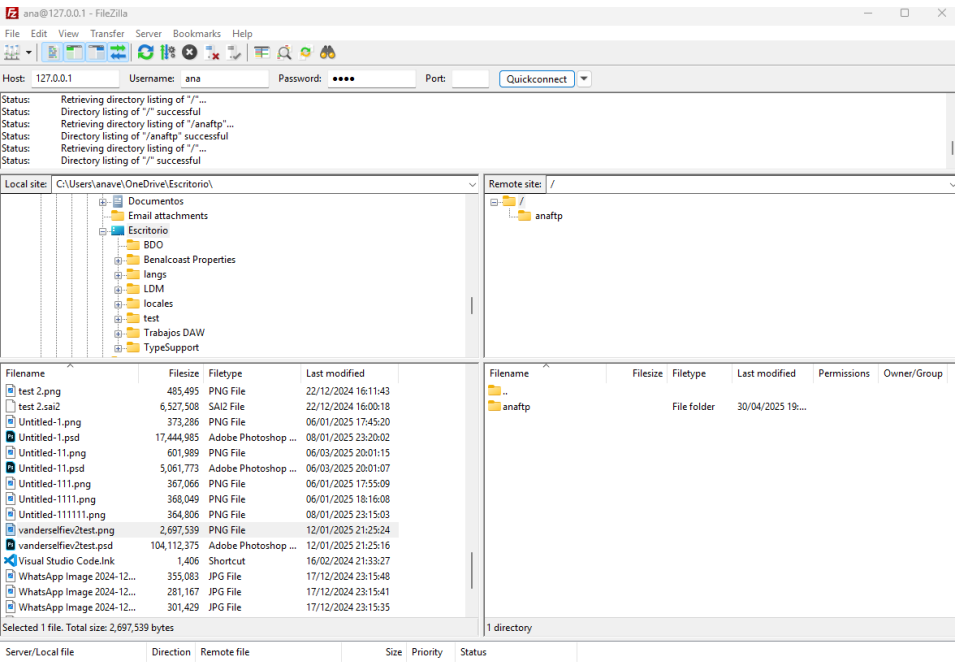 ana@127.0.0.1 - FileZilla
File Edit View Transfer Server Bookmarks Help
Host: 127.0.0.1 Username: ana Password: ●●●● Port: Quickconnect
Status: Retrieving directory listing of "/"...
Status: Directory listing of "/" successful
Status: Retrieving directory listing of "/anaftp"...
Status: Directory listing of "/anaftp" successful
Status: Retrieving directory listing of "/"...
Status: Directory listing of "/" successful
Local site: C:\Users\anave\OneDrive\Escritorio\
Documentos
Email attachments
Escritorio
BDO
Benalcoast Properties
langs
LDM
locales
test
Trabajos DAW
TypeSupport
Remote site: /
/
anaftp
Filename Filesize Filetype Last modified
test 2.png 485,495 PNG File 22/12/2024 16:11:43
test 2.sai2 6,527,508 SAI2 File 22/12/2024 16:00:18
Untitled-1.png 373,286 PNG File 06/01/2025 17:45:20
Untitled-1.psd 17,444,985 Adobe Photoshop ... 08/01/2025 23:20:02
Untitled-11.png 601,989 PNG File 06/03/2025 20:01:15
Untitled-11.psd 5,061,773 Adobe Photoshop ... 06/03/2025 20:01:07
Untitled-111.png 367,066 PNG File 06/01/2025 17:55:09
Untitled-1111.png 368,049 PNG File 06/01/2025 18:16:08
Untitled-111111.png 364,806 PNG File 08/01/2025 23:15:03
vanderselfiev2test.png 2,697,539 PNG File 12/01/2025 21:25:24
vanderselfiev2test.psd 104,112,375 Adobe Photoshop ... 12/01/2025 21:25:16
Visual Studio Code.lnk 1,406 Shortcut 16/02/2024 21:33:27
WhatsApp Image 2024-12... 355,083 JPG File 17/12/2024 23:15:48
WhatsApp Image 2024-12... 281,167 JPG File 17/12/2024 23:15:41
WhatsApp Image 2024-12... 301,429 JPG File 17/12/2024 23:15:35
Selected 1 file. Total size: 2,697,539 bytes
Filename Filesize Filetype Last modified Permissions Owner/Group
..
anaftp File folder 30/04/2025 19:...
1 directory
Server/Local file Direction Remote file Size Priority Status